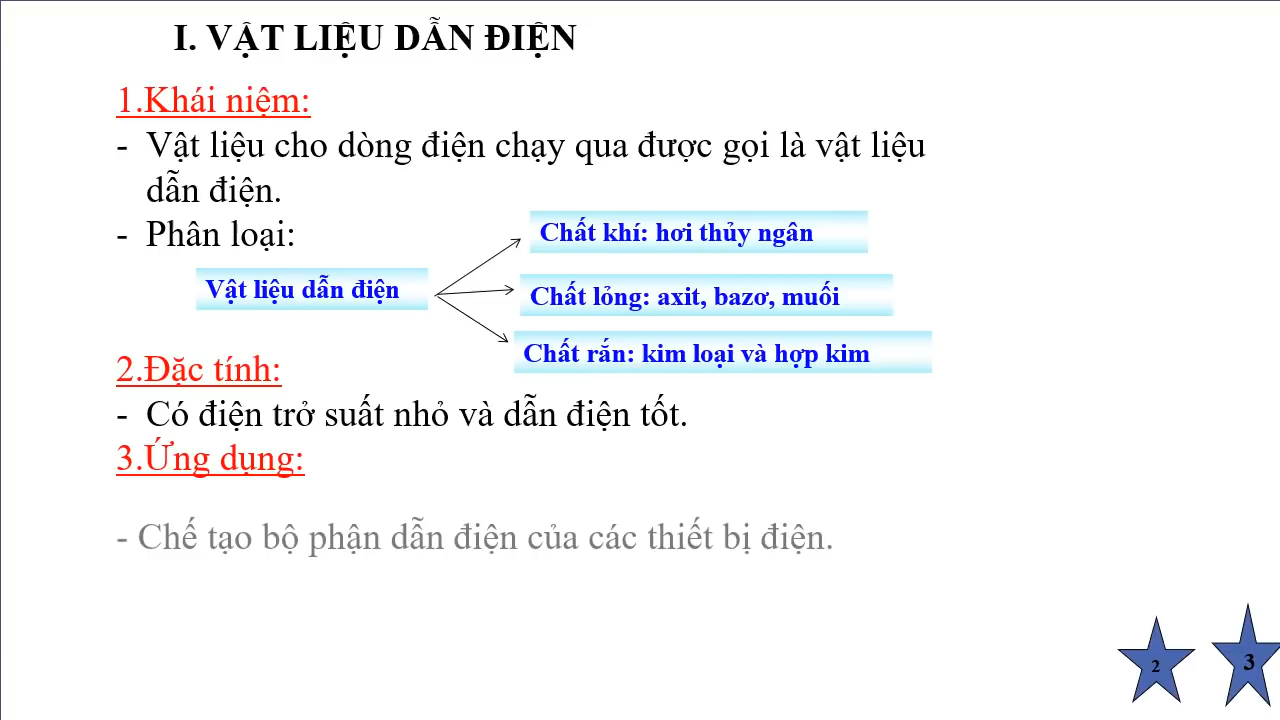 I. VẬT LIỆU DẪN ĐIỆN
1.Khái niệm:
- Vật liệu cho dòng điện chạy qua được gọi là vật liệu
dẫn điện.
- Phân loại:
Chất khí: hơi thủy ngân
Vật liệu dẫn điện
Chất lỏng: axit, bazơ, muối
Chất rắn: kim loại và hợp kim
2.Đặc tính:
- Có điện trở suất nhỏ và dẫn điện tốt.
3.Ứng dụng:
- Chế tạo bộ phận dẫn điện của các thiết bị điện.
2
3